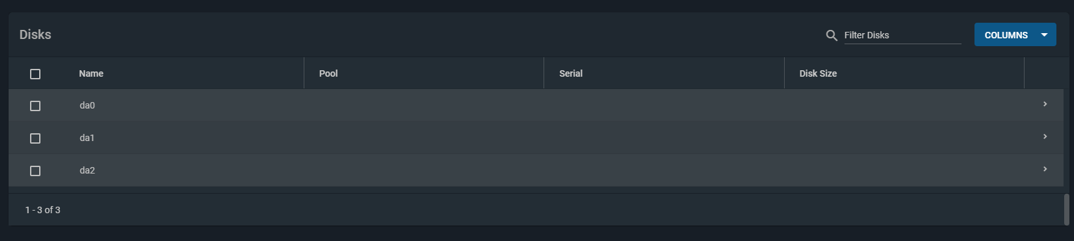 Disks
Filter Disks
COLUMNS
Name Pool Serial Disk Size
da0
da1
da2
1 - 3 of 3